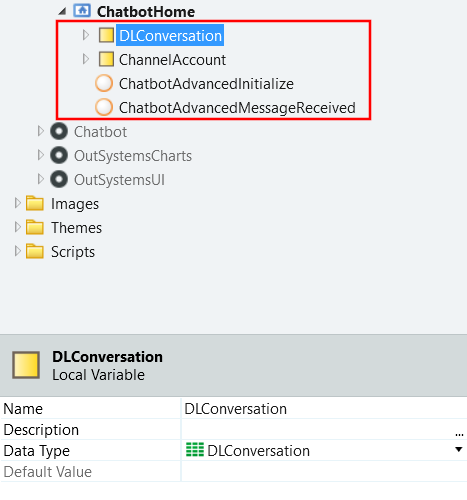 ChatbotHome
DLConversation
ChannelAccount
ChatbotAdvancedInitialize
ChatbotAdvancedMessageReceived
Chatbot
OutSystemsCharts
OutSystemsUI
Images
Themes
Scripts
DLConversation
Local Variable
Name DLConversation
Description ...
Data Type DLConversation
Default Value